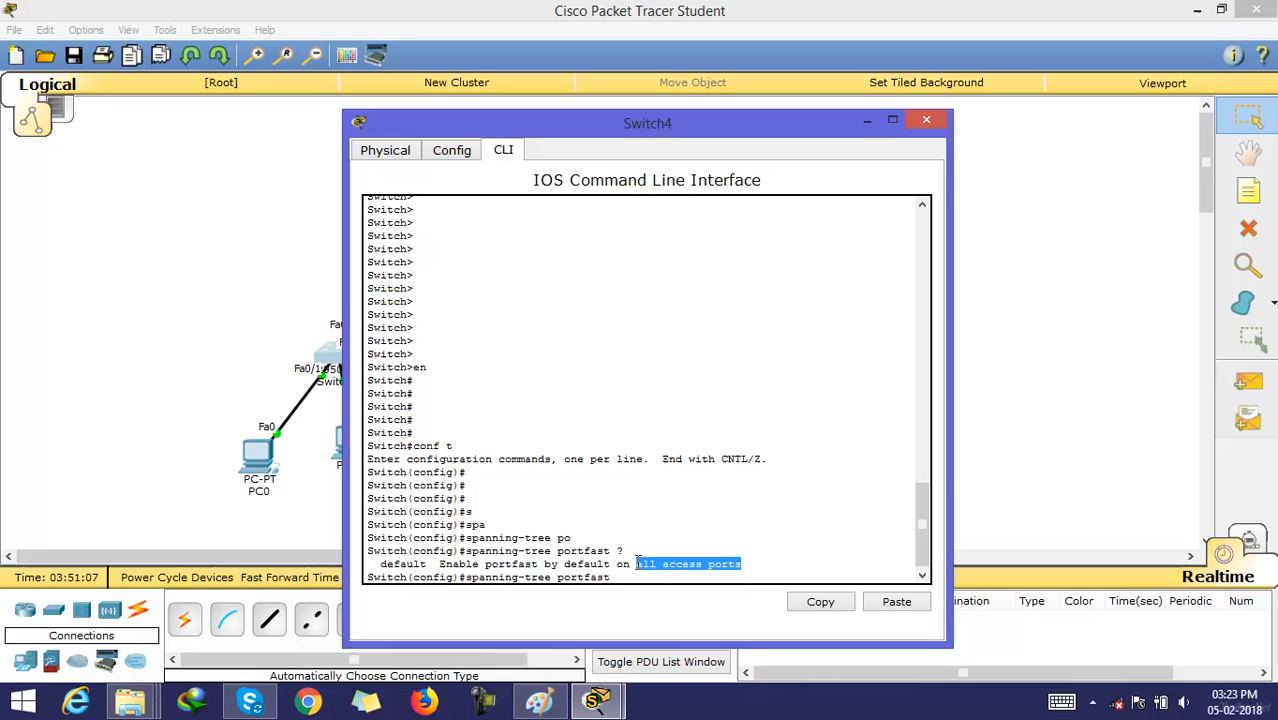 Cisco Packet Tracer Student
File Edit Options View Tools Extensions Help
Logical [Root] New Cluster Move Object Set Tiled Background Viewport
Switch4
Physical Config CLI
IOS Command Line Interface
Switch>
Switch>
Switch>
Switch>
Switch>
Switch>
Switch>
Switch>
Switch>
Switch>
Switch>
Switch>
Switch>
Switch>en
Switch#
Switch#
Switch#
Switch#
Switch#
Switch#conf t
Enter configuration commands, one per line.  End with CNTL/Z.
Switch(config)#
Switch(config)#
Switch(config)#
Switch(config)#s
Switch(config)#spa
Switch(config)#spanning-tree po
Switch(config)#spanning-tree portfast ?
default  Enable portfast by default on all access ports
Switch(config)#spanning-tree portfast
Copy Paste
Fa0/1
Fa0
PC-PT
PC0
Time: 03:51:07 Power Cycle Devices Fast Forward Time
Realtime
Connections
Automatically Choose Connection Type
Toggle PDU List Window
Type Color Time(sec) Periodic Num
03:23 PM
05-02-2018